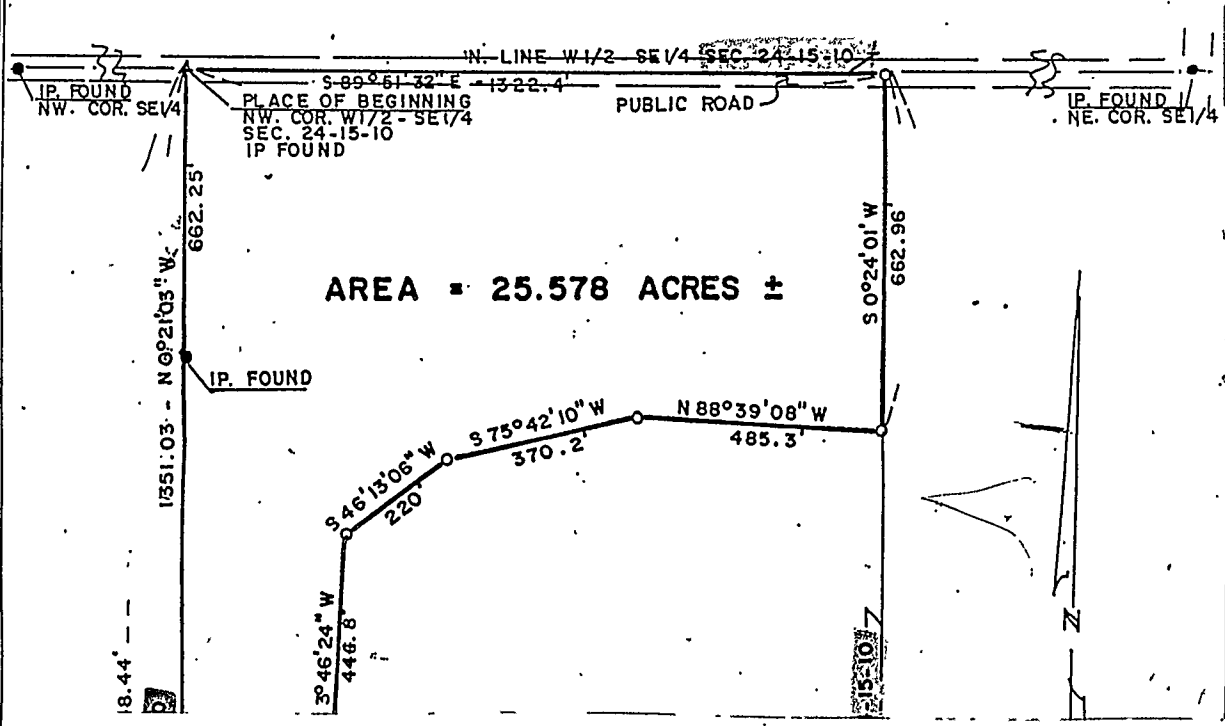 N. LINE W1/2 - SE1/4 SEC. 24-15-10
S 89°51'32" E - 1322.4'
IP. FOUND
NW. COR. SE1/4
PLACE OF BEGINNING
NW. COR. W1/2 - SE1/4
SEC. 24-15-10
IP FOUND
PUBLIC ROAD
IP. FOUND
NE. COR. SE1/4
662.25'
1351.03 - N 0°21'03" W
S 0°24'01" W
662.96'
AREA = 25.578 ACRES ±
IP. FOUND
S 46°13'06" W
220'
S 75°42'10" W
370.2'
N 88°39'08" W
485.3'
3°46'24" W
446.8'
8.44'
-15-10
N